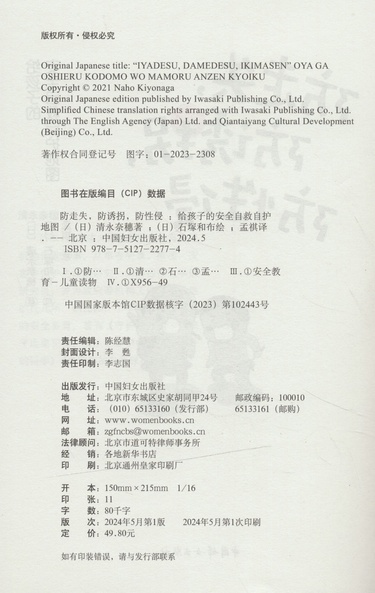 版权所有·侵权必究
Original Japanese title: "IYADESU, DAMEDESU, IKIMASEN" OYA GA
OSHIERU KODOMO WO MAMORU ANZEN KYOIKU
Copyright © 2021 Naho Kiyonaga
Original Japanese edition published by Iwasaki Publishing Co., Ltd.
Simplified Chinese translation rights arranged with Iwasaki Publishing Co., Ltd.
through The English Agency (Japan) Ltd. and Qiantaiyang Cultural Development
(Beijing) Co., Ltd.
著作权合同登记号 图字：01-2023-2308
图书在版编目（CIP）数据
防走失，防诱拐，防性侵：给孩子的安全自救自护
地图 /（日）清永奈穗著；（日）石塚和布绘；孟祺译
. -- 北京：中国妇女出版社，2024.5
ISBN 978-7-5127-2277-4
Ⅰ.①防… Ⅱ.①清… ②石… ③孟… Ⅲ.①安全教
育－儿童读物 Ⅳ.①X956-49
中国国家版本馆CIP数据核字（2023）第102443号
责任编辑：陈经慧
封面设计：李 甦
责任印制：李志国
出版发行：中国妇女出版社
地 址：北京市东城区史家胡同甲24号 邮政编码：100010
电 话：（010）65133160（发行部） 65133161（邮购）
网 址：www.womenbooks.cn
邮 箱：zgfncbs@womenbooks.cn
法律顾问：北京市道可特律师事务所
经 销：各地新华书店
印 刷：北京通州皇家印刷厂
开 本：150mm×215mm 1/16
印 张：11
字 数：80千字
版 次：2024年5月第1版 2024年5月第1次印刷
定 价：49.80元
如有印装错误，请与发行部联系